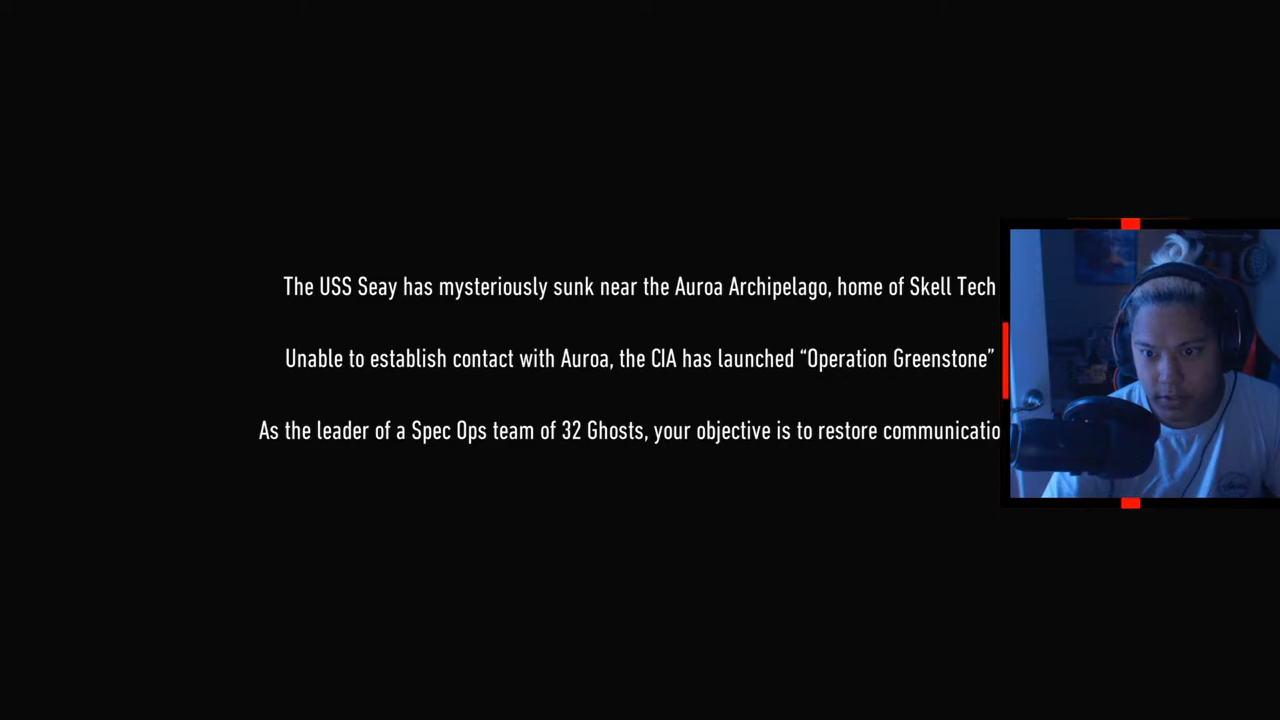 The USS Seay has mysteriously sunk near the Auroa Archipelago, home of Skell Tech
Unable to establish contact with Auroa, the CIA has launched “Operation Greenstone”
As the leader of a Spec Ops team of 32 Ghosts, your objective is to restore communicatio